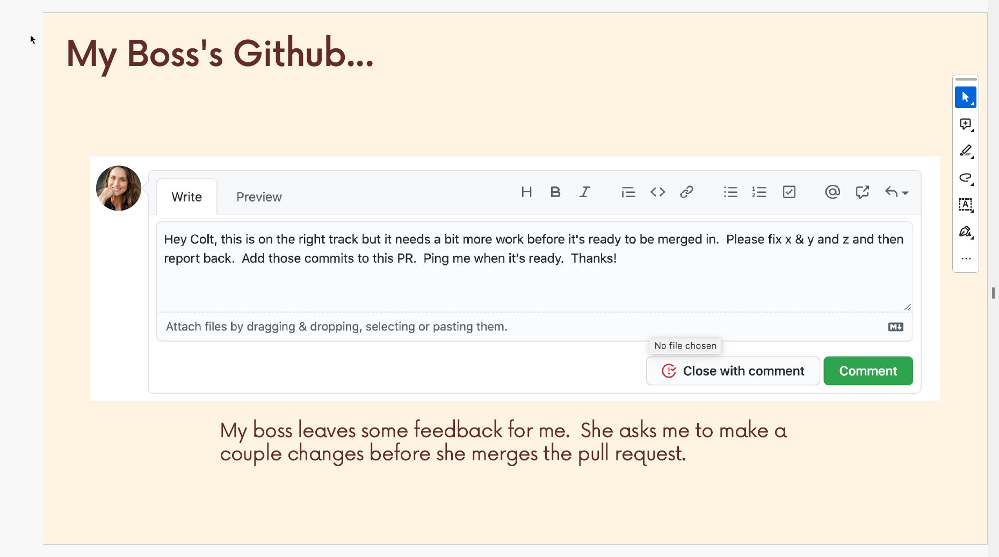 My Boss's Github...
Write
Preview
Hey Colt, this is on the right track but it needs a bit more work before it's ready to be merged in.  Please fix x & y and z and then
report back.  Add those commits to this PR.  Ping me when it's ready.  Thanks!
Attach files by dragging & dropping, selecting or pasting them.
No file chosen
Close with comment
Comment
My boss leaves some feedback for me.  She asks me to make a
couple changes before she merges the pull request.